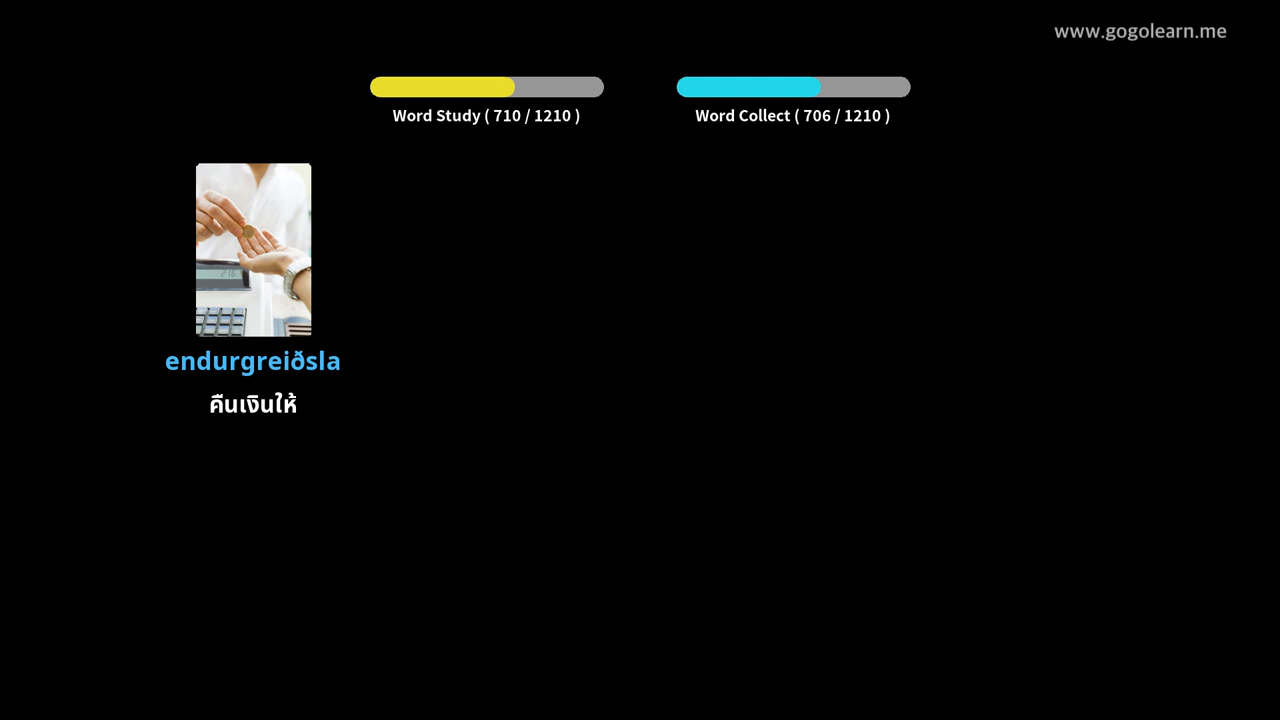 www.gogolearn.me
Word Study ( 710 / 1210 )
Word Collect ( 706 / 1210 )
endurgreiðsla
คืนเงินให้